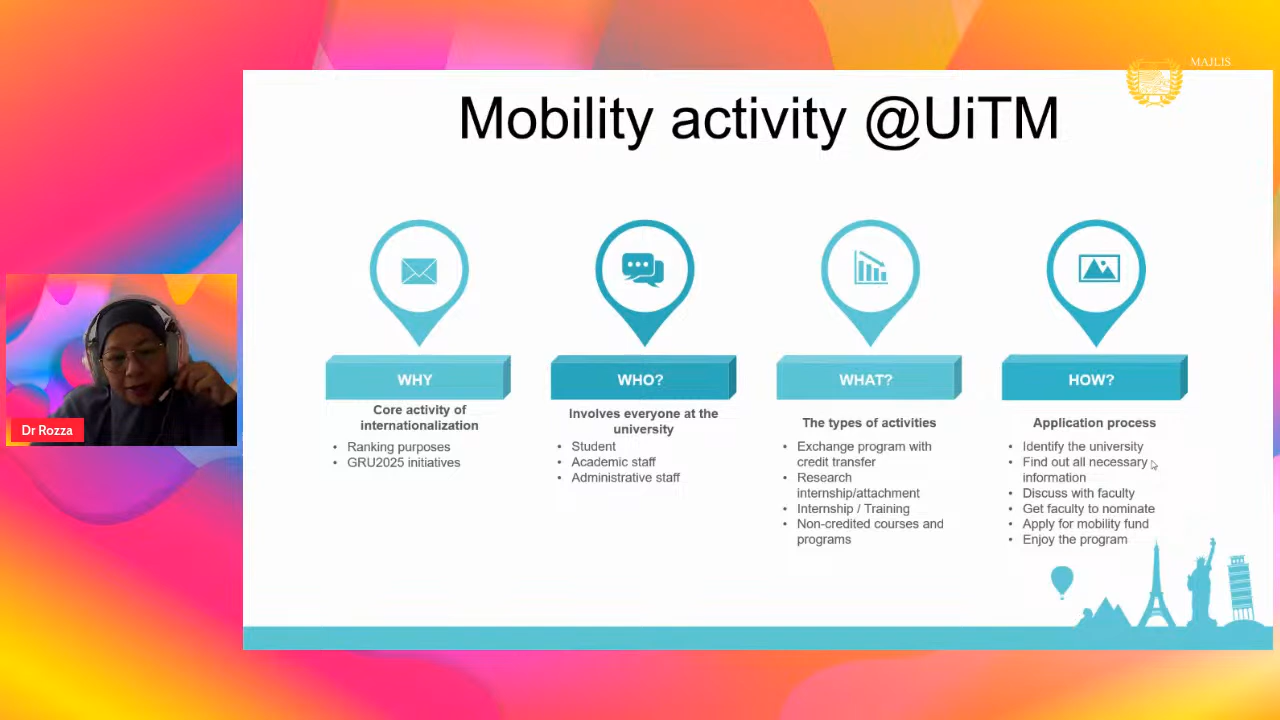 MAJLIS
Mobility activity @UiTM
WHY
Core activity of
internationalization
• Ranking purposes
• GRU2025 initiatives
WHO?
Involves everyone at the
university
• Student
• Academic staff
• Administrative staff
WHAT?
The types of activities
• Exchange program with
credit transfer
• Research
internship/attachment
• Internship / Training
• Non-credited courses and
programs
HOW?
Application process
• Identify the university
• Find out all necessary
information
• Discuss with faculty
• Get faculty to nominate
• Apply for mobility fund
• Enjoy the program
Dr Rozza